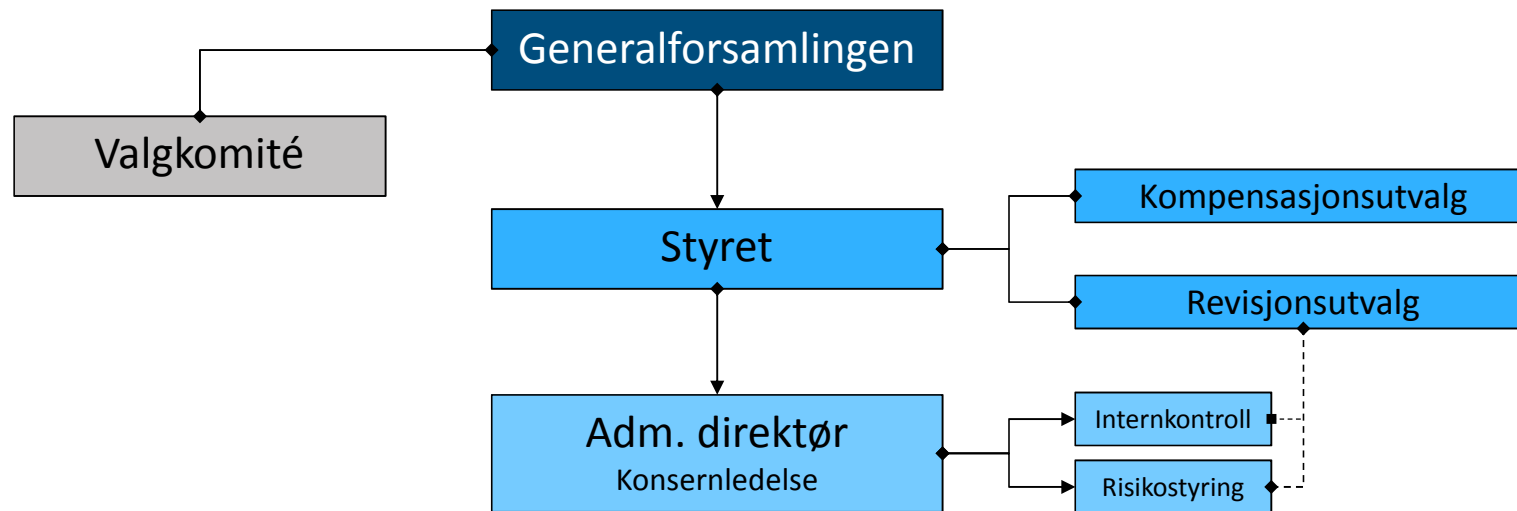 Generalforsamlingen
Valgkomité
Kompensasjonsutvalg
Styret
Revisjonsutvalg
Adm. direktør
Konsernledelse
Internkontroll
Risikostyring